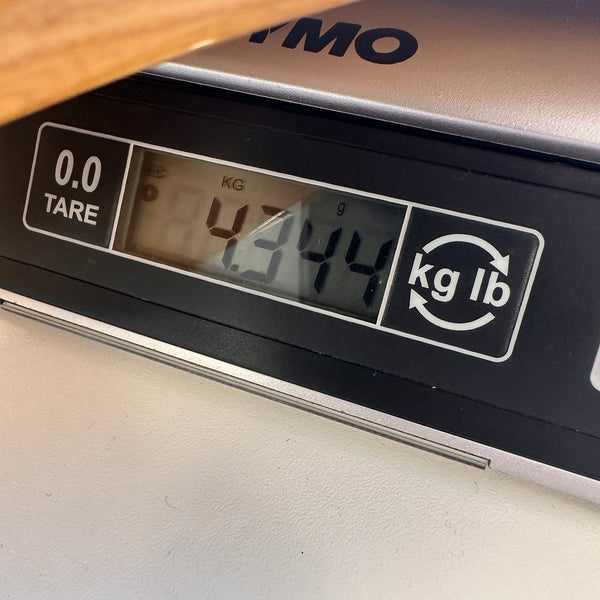 YMO
0.0
TARE
KG
g
4.344
kg lb